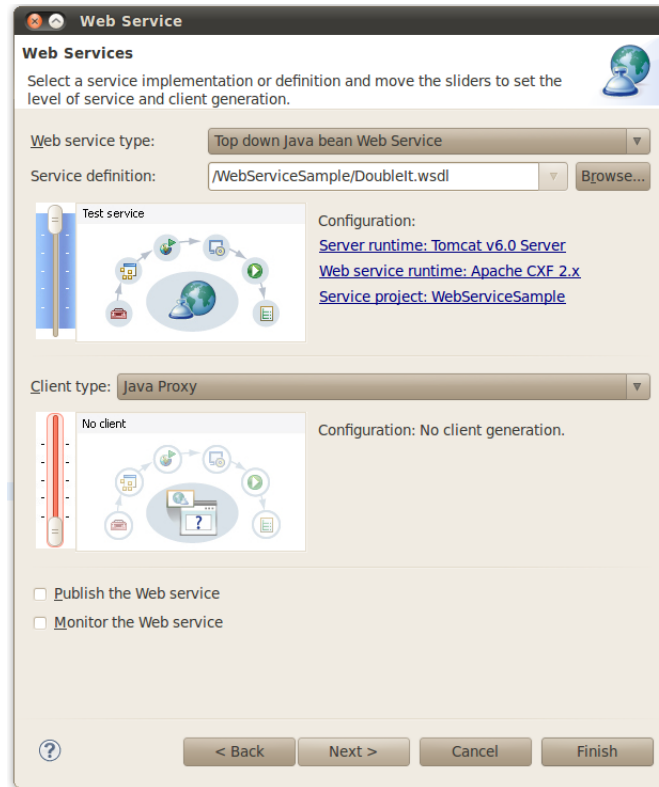 Web Service
Web Services
Select a service implementation or definition and move the sliders to set the
level of service and client generation.
Web service type:
Top down Java bean Web Service
Service definition:
/WebServiceSample/DoubleIt.wsdl
Browse...
Test service
Configuration:
Server runtime: Tomcat v6.0 Server
Web service runtime: Apache CXF 2.x
Service project: WebServiceSample
Client type:
Java Proxy
No client
Configuration: No client generation.
?
Publish the Web service
Monitor the Web service
?
< Back
Next >
Cancel
Finish